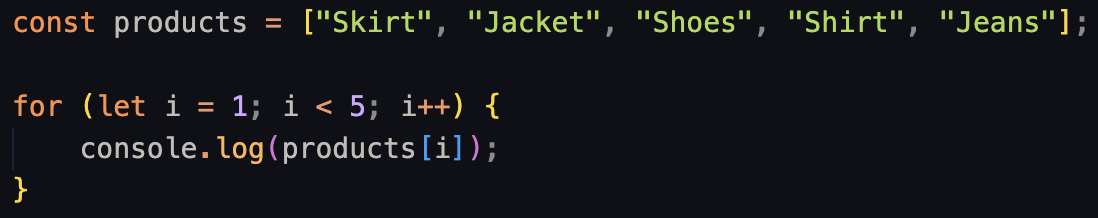 const products = ["Skirt", "Jacket", "Shoes", "Shirt", "Jeans"];
for (let i = 1; i < 5; i++) {
    console.log(products[i]);
}